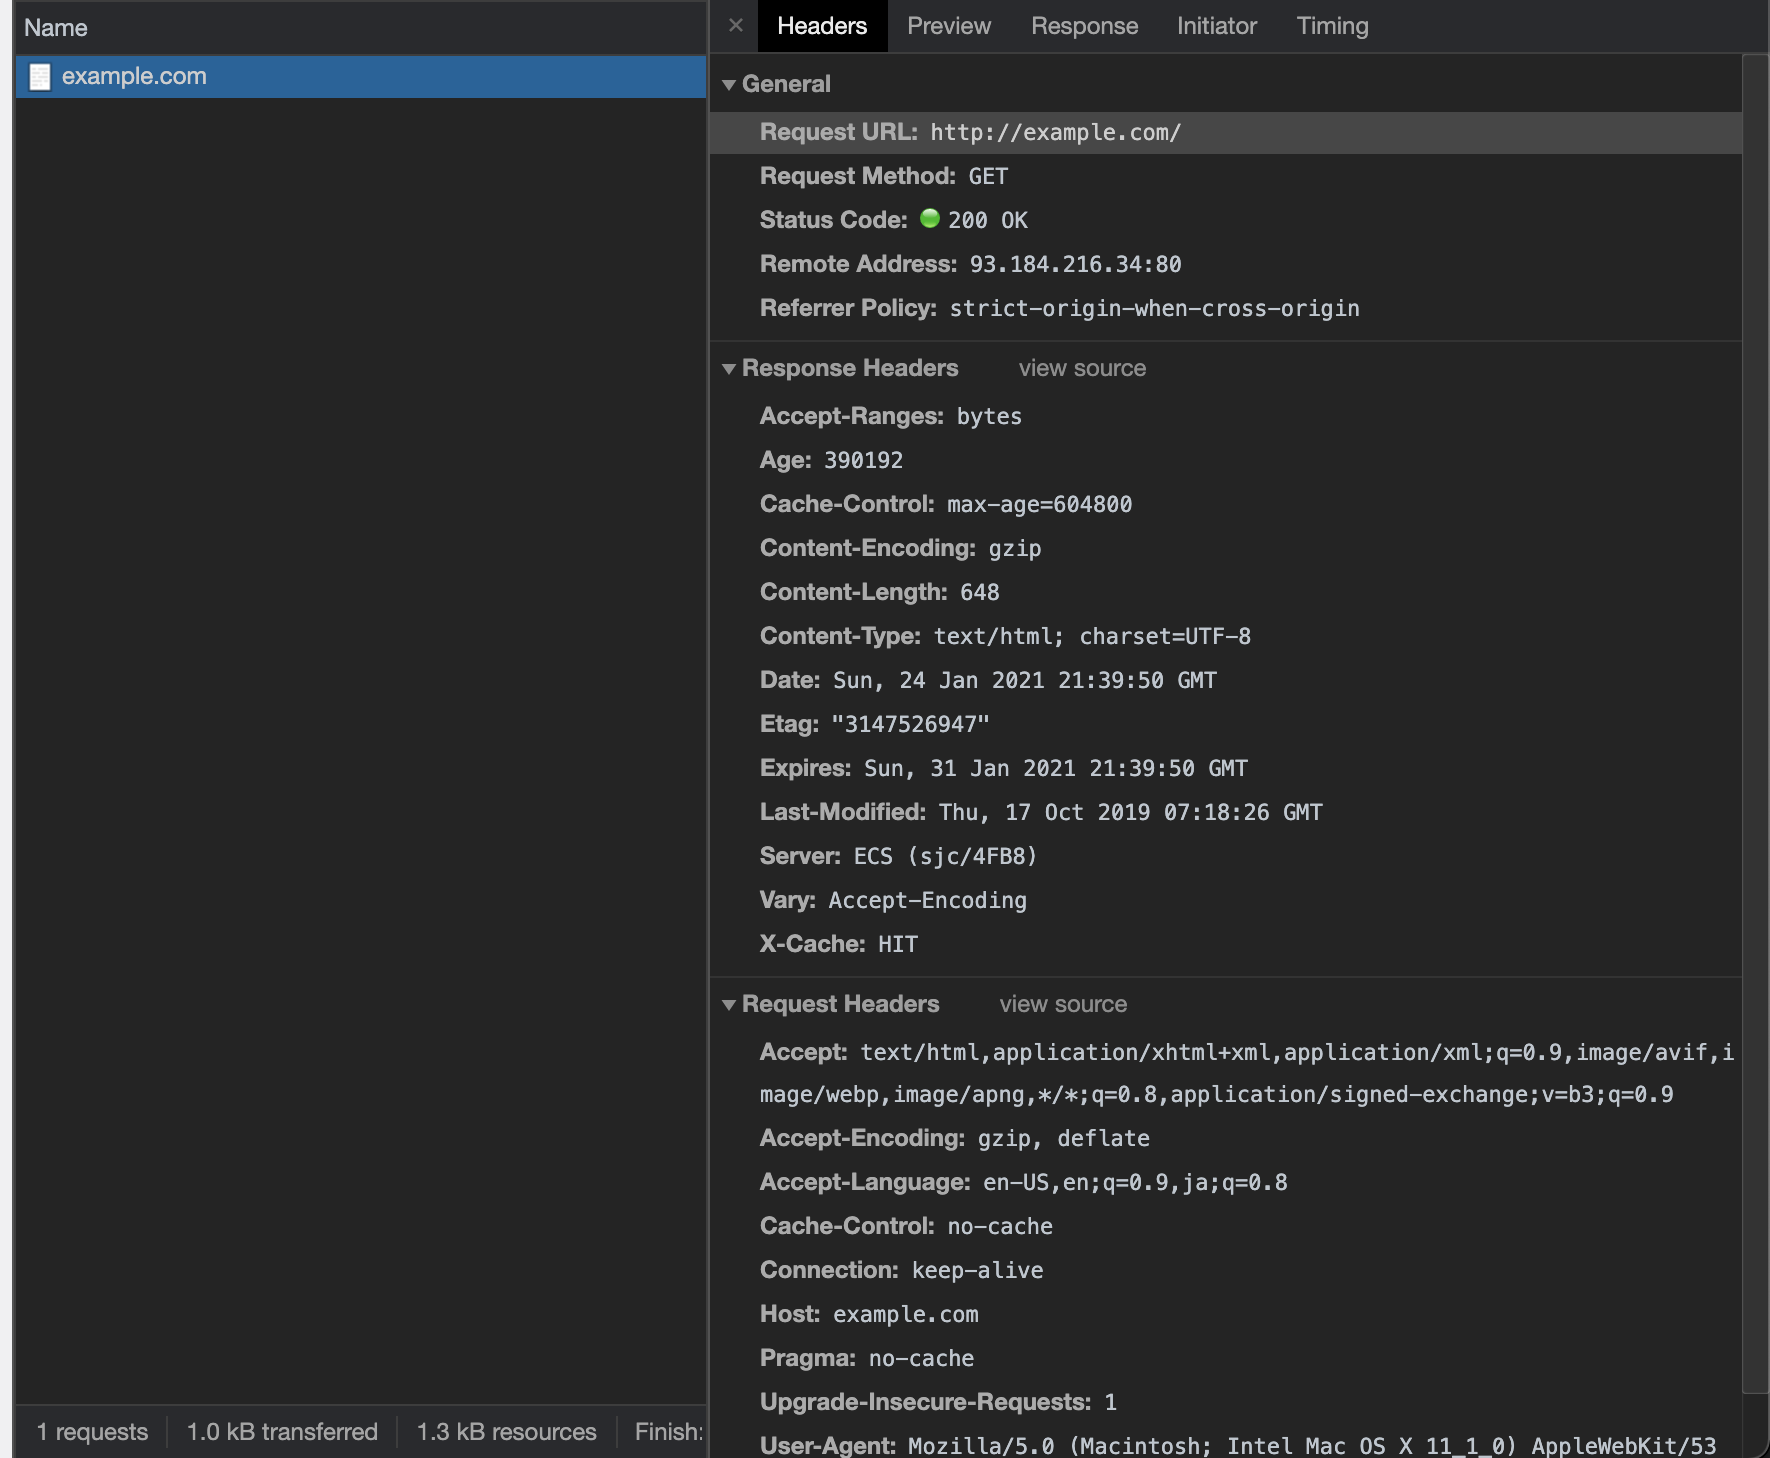 Name
example.com
1 requests
1.0 kB transferred
1.3 kB resources
Finish:
× Headers Preview Response Initiator Timing
▼ General
Request URL: http://example.com/
Request Method: GET
Status Code: 200 OK
Remote Address: 93.184.216.34:80
Referrer Policy: strict-origin-when-cross-origin
▼ Response Headers view source
Accept-Ranges: bytes
Age: 390192
Cache-Control: max-age=604800
Content-Encoding: gzip
Content-Length: 648
Content-Type: text/html; charset=UTF-8
Date: Sun, 24 Jan 2021 21:39:50 GMT
Etag: "3147526947"
Expires: Sun, 31 Jan 2021 21:39:50 GMT
Last-Modified: Thu, 17 Oct 2019 07:18:26 GMT
Server: ECS (sjc/4FB8)
Vary: Accept-Encoding
X-Cache: HIT
▼ Request Headers view source
Accept: text/html,application/xhtml+xml,application/xml;q=0.9,image/avif,i
mage/webp,image/apng,*/*;q=0.8,application/signed-exchange;v=b3;q=0.9
Accept-Encoding: gzip, deflate
Accept-Language: en-US,en;q=0.9,ja;q=0.8
Cache-Control: no-cache
Connection: keep-alive
Host: example.com
Pragma: no-cache
Upgrade-Insecure-Requests: 1
User-Agent: Mozilla/5.0 (Macintosh; Intel Mac OS X 11_1_0) AppleWebKit/53